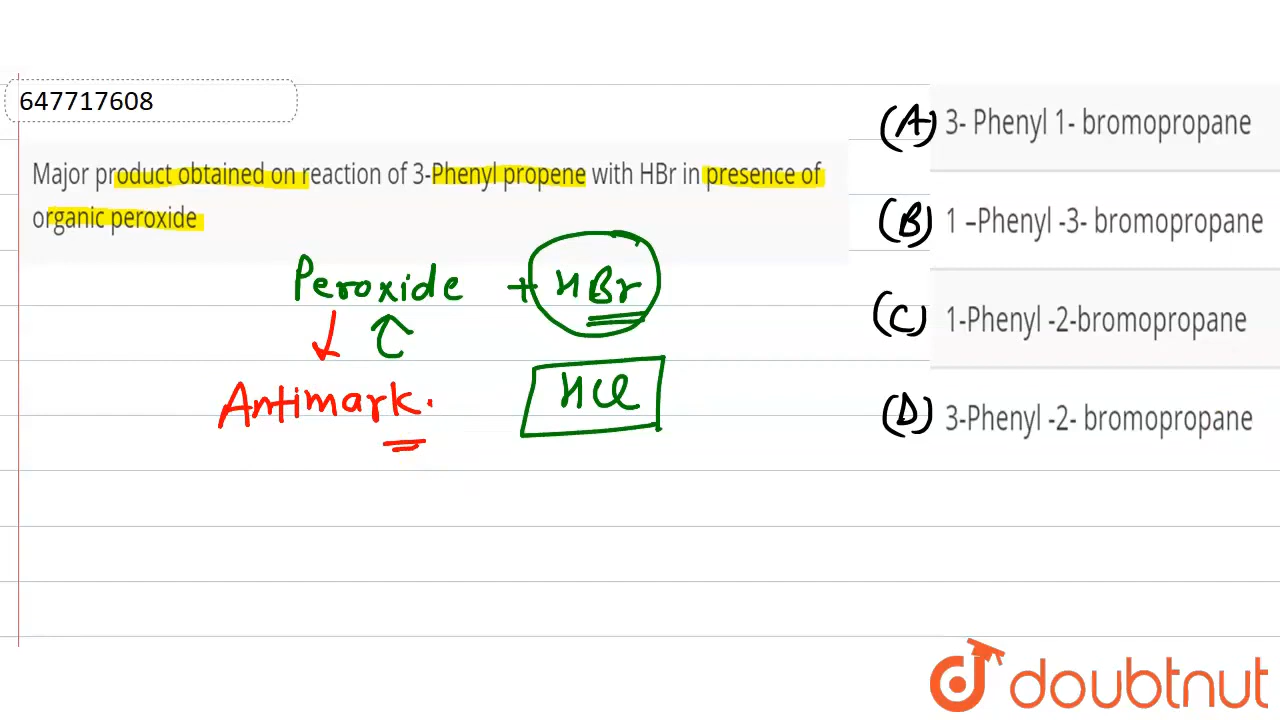 647717608
Major product obtained on reaction of 3-Phenyl propene with HBr in presence of
organic peroxide
Peroxide + HBr
Antimark.
HCl
(A) 3- Phenyl 1- bromopropane
(B) 1 –Phenyl -3- bromopropane
(C) 1-Phenyl -2-bromopropane
(D) 3-Phenyl -2- bromopropane
doubtnut